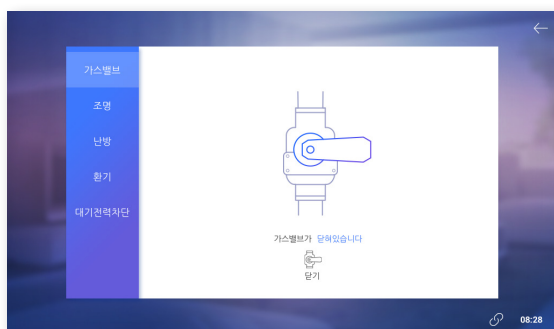 가스밸브
조명
난방
환기
대기전력차단
가스밸브가 닫혀있습니다
닫기
08:28